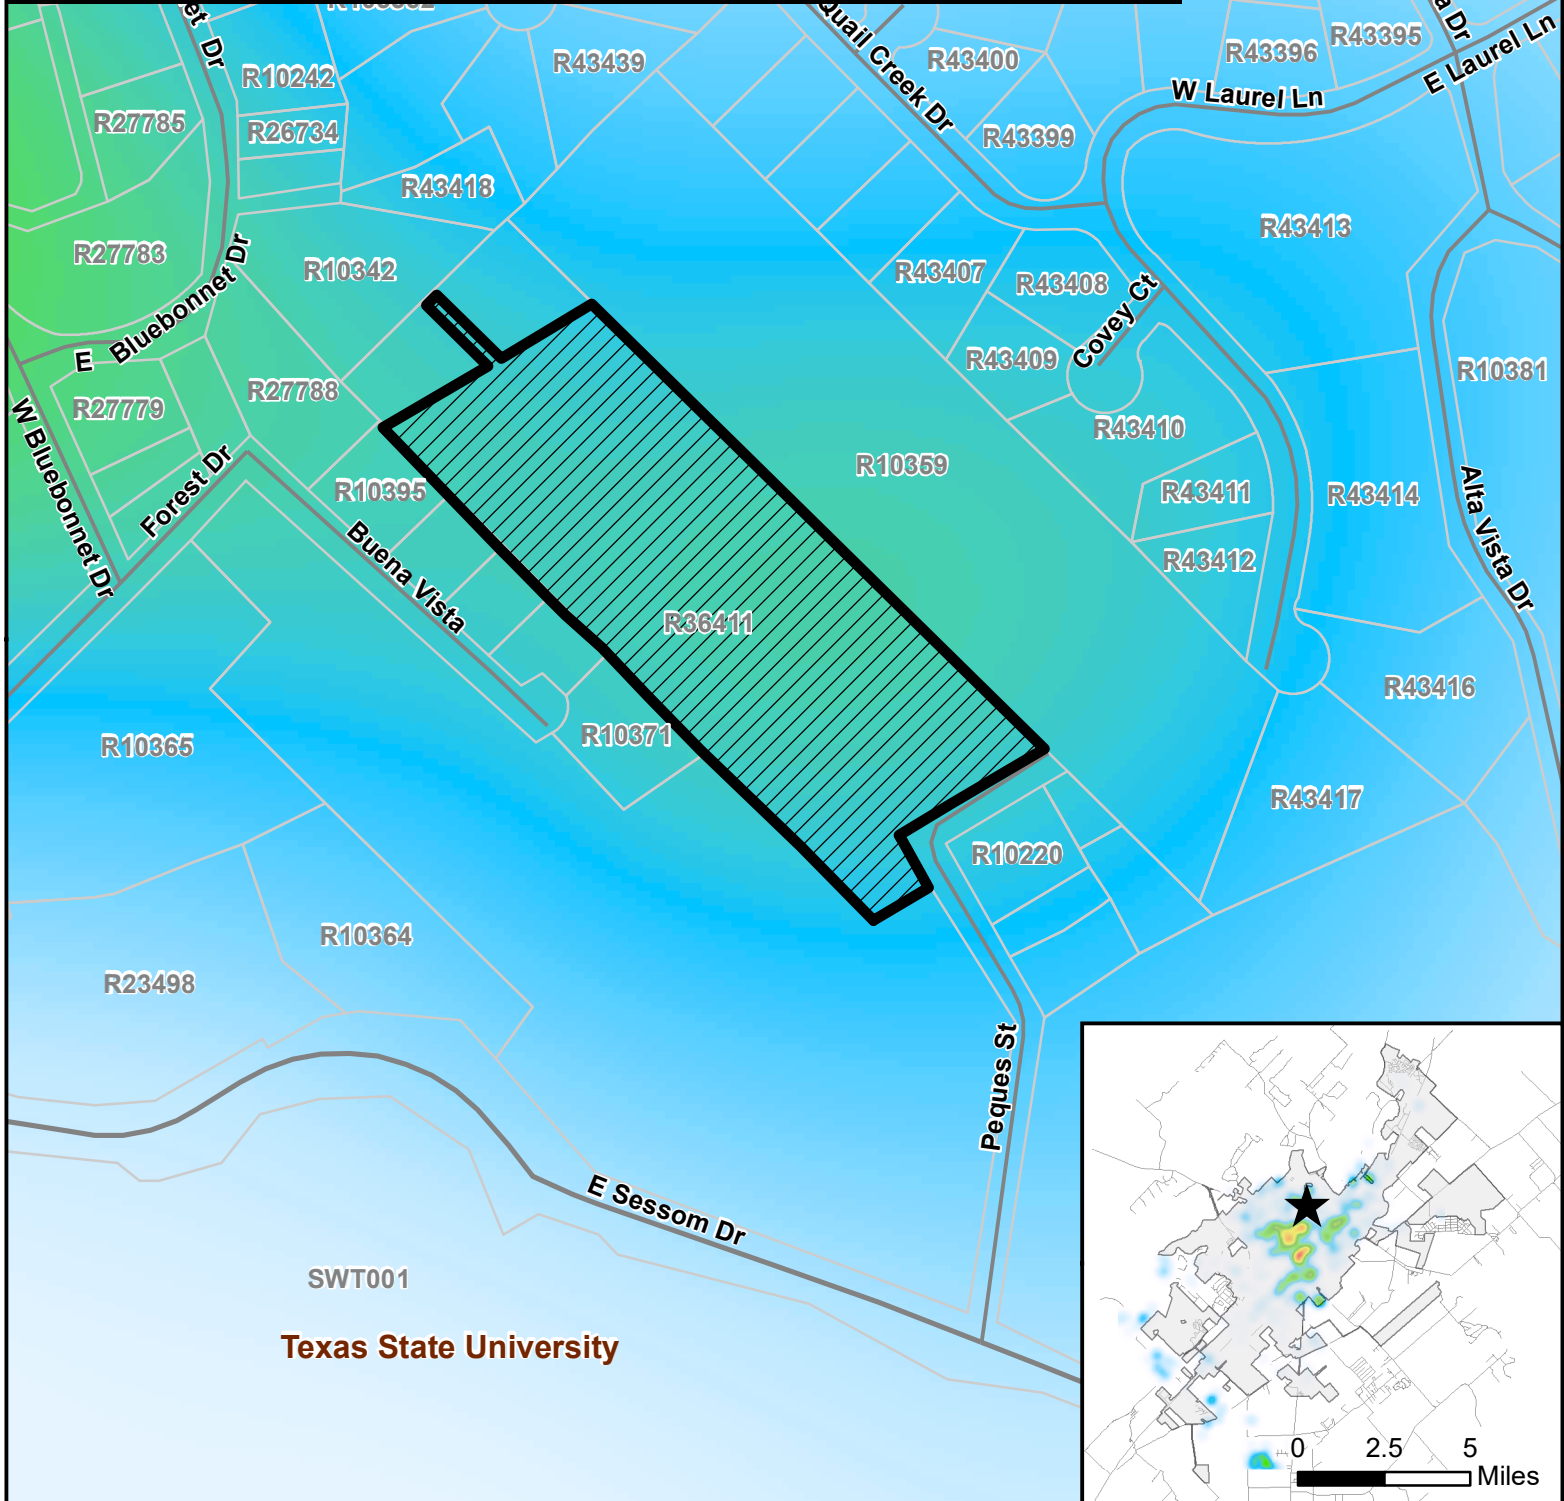 et Dr
Quail Creek Dr
a Dr
R43395
R43396
E Laurel Ln
R43400
R43439
R10242
W Laurel Ln
R27785
R26734
R43399
R43418
R43413
R27783
R10342
Bluebonnet Dr
E
R43407
R43408
Covey Ct
R43409
R10381
R27788
R27779
W Bluebonnet Dr
R43410
R10359
Forest Dr
R10395
R43411
R43414
Alta Vista Dr
Buena Vista
R43412
R36411
R43416
R10371
R10365
R43417
R10220
R10364
R23498
Peques St
E Sessom Dr
SWT001
Texas State University
0 2.5 5
Miles